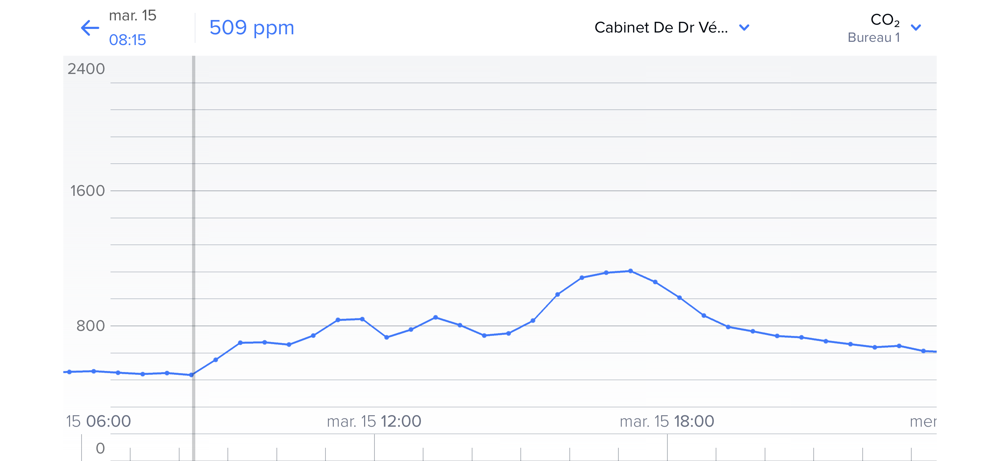 mar. 15
08:15
509 ppm
Cabinet De Dr Vé...
CO₂
Bureau 1
2400
1600
800
15 06:00
mar. 15 12:00
mar. 15 18:00
mer
0